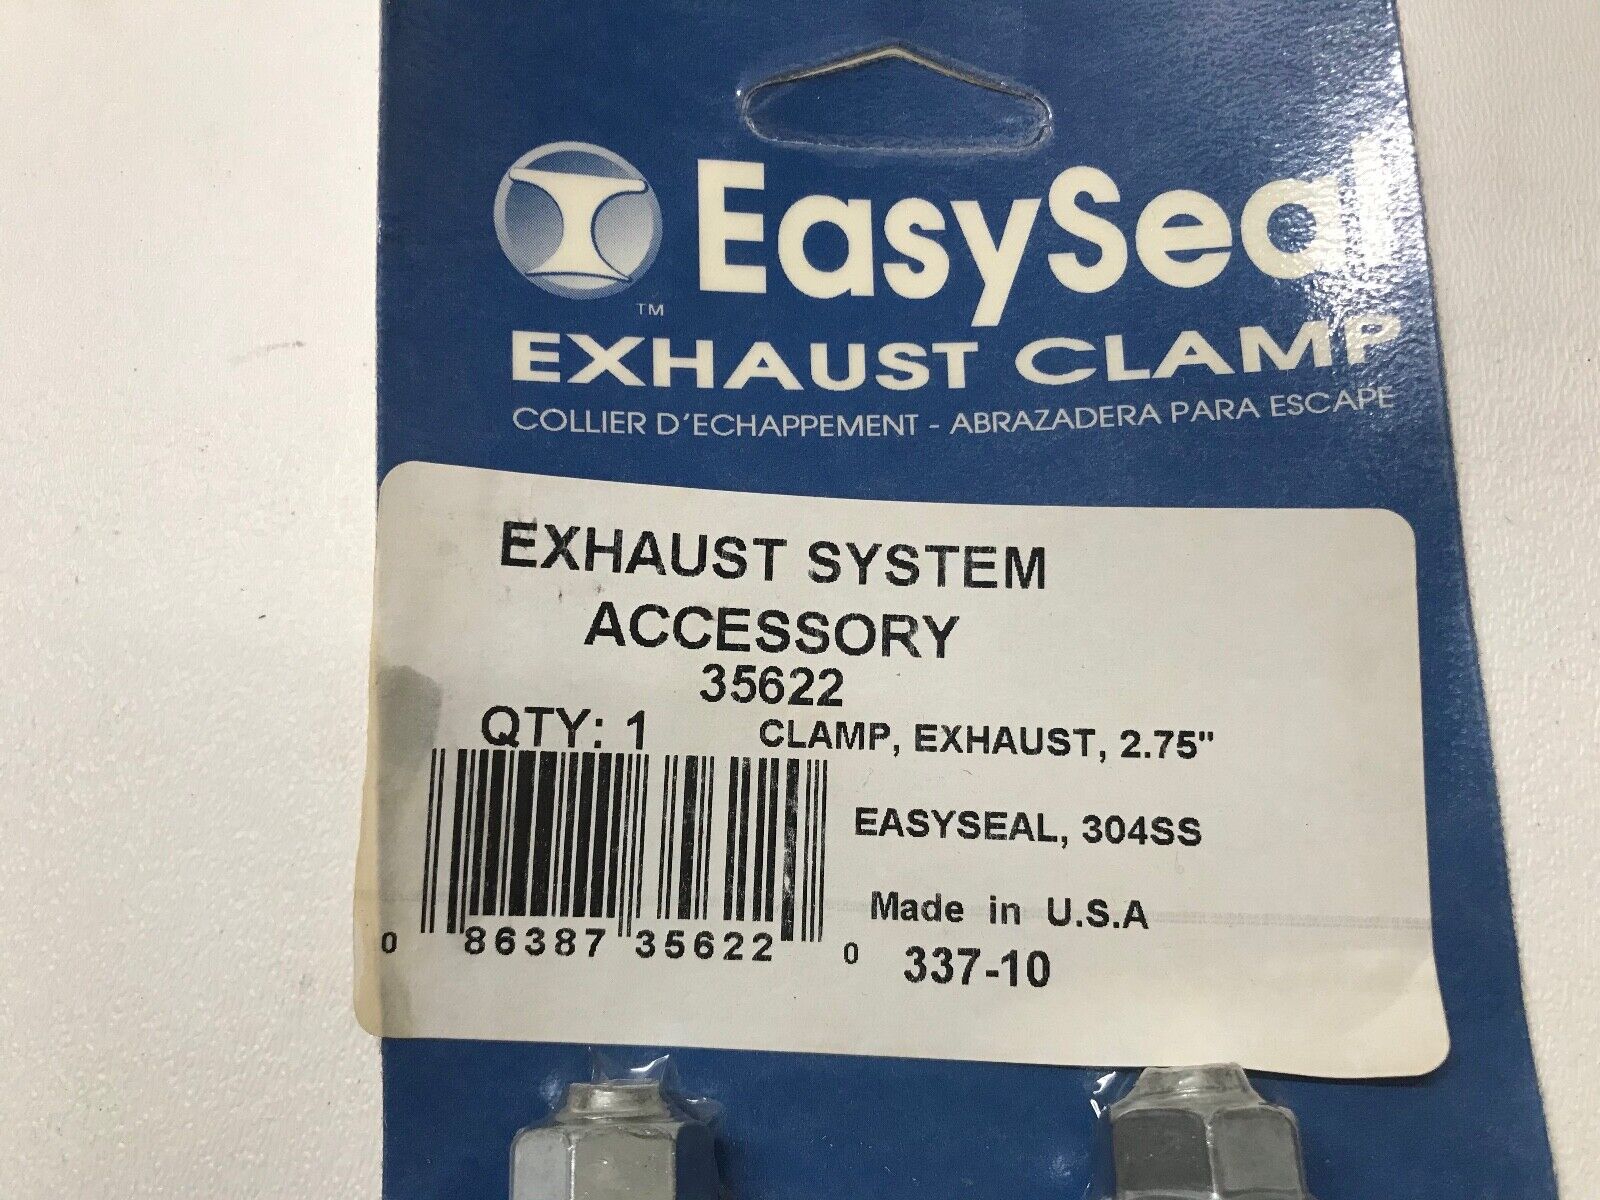 EasySeal
TM
EXHAUST CLAMP
COLLIER D'ECHAPPEMENT - ABRAZADERA PARA ESCAPE
EXHAUST SYSTEM
ACCESSORY
35622
QTY: 1 CLAMP, EXHAUST, 2.75"
EASYSEAL, 304SS
Made in U.S.A
0 86387 35622 0 337-10